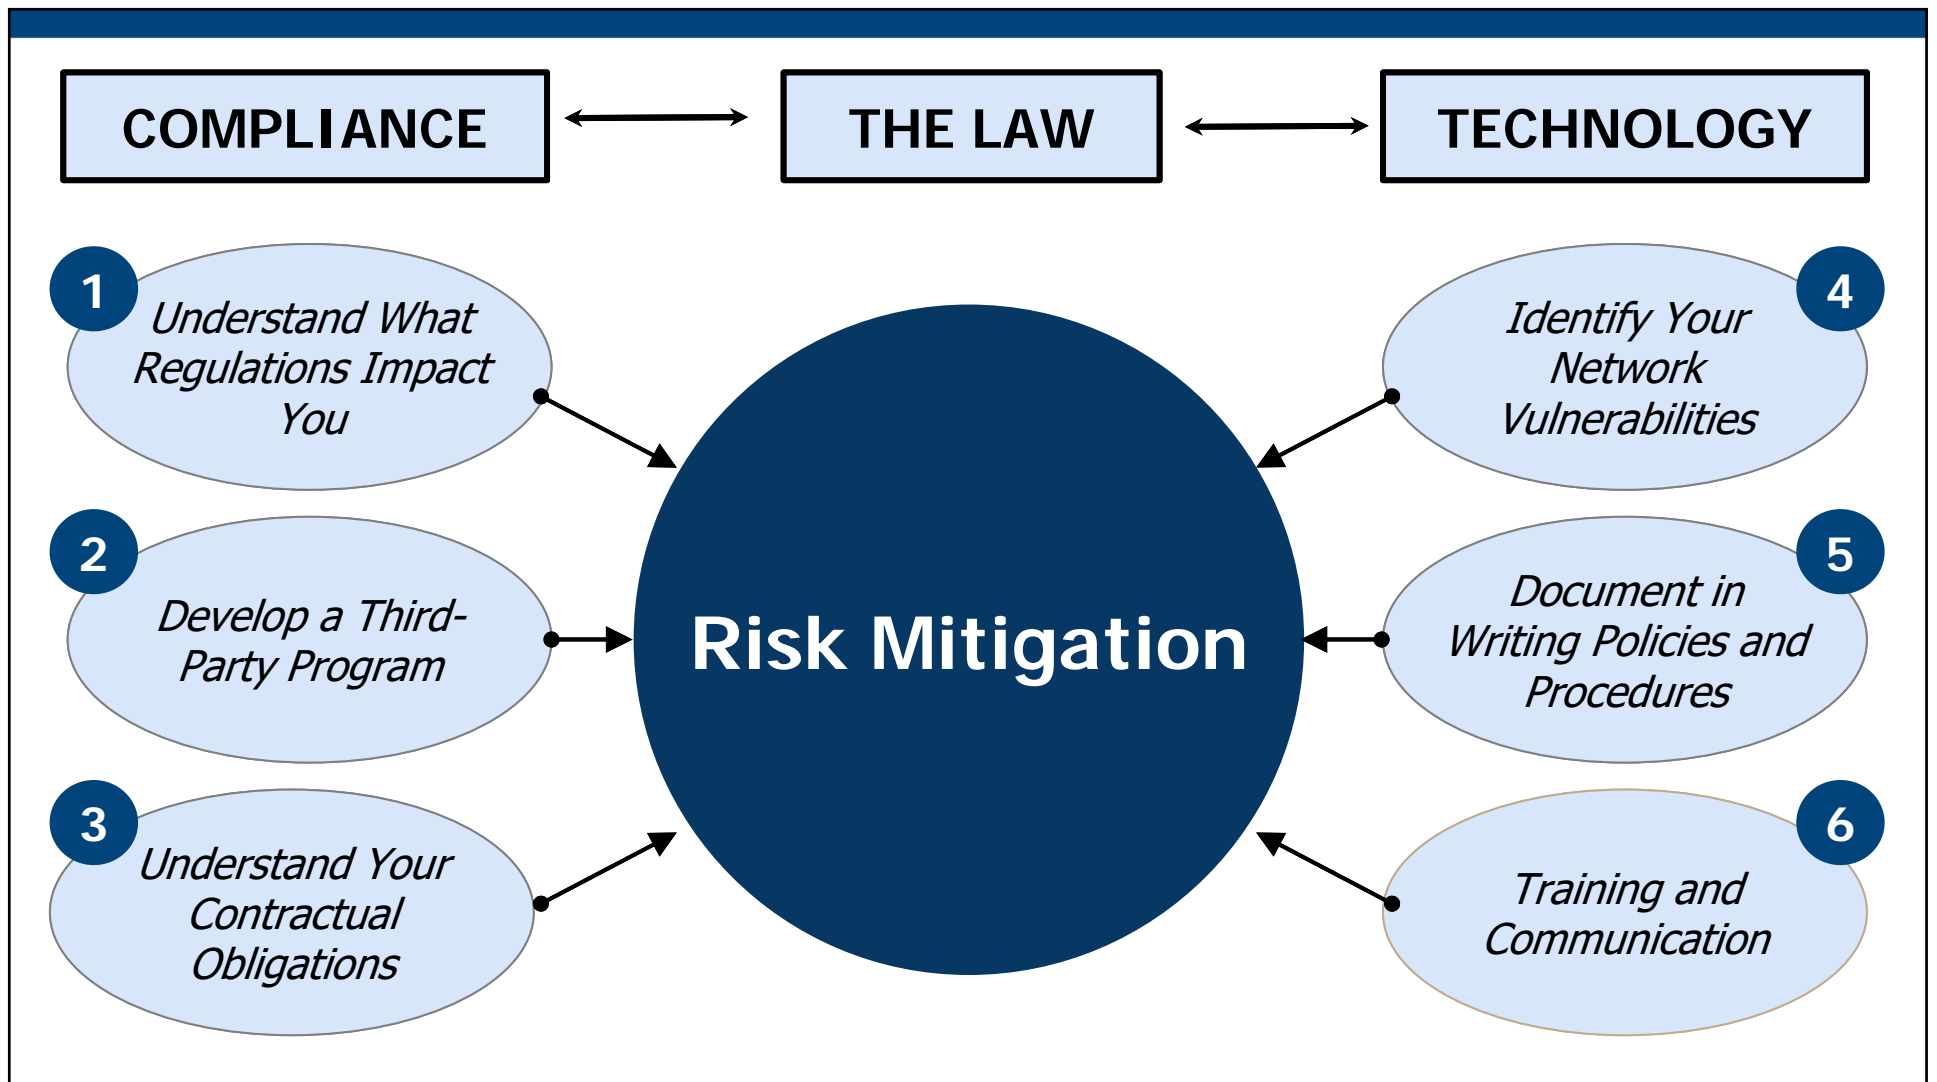 COMPLIANCE
THE LAW
TECHNOLOGY
1
Understand What
Regulations Impact
You
2
Develop a Third-
Party Program
3
Understand Your
Contractual
Obligations
Risk Mitigation
4
Identify Your
Network
Vulnerabilities
5
Document in
Writing Policies and
Procedures
6
Training and
Communication